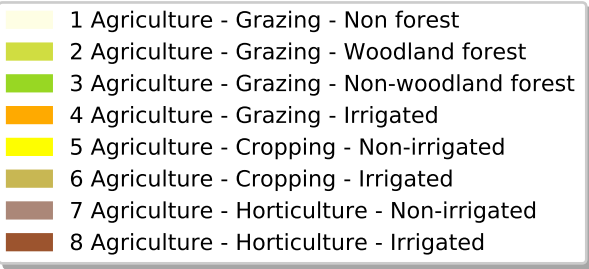 1 Agriculture - Grazing - Non forest
2 Agriculture - Grazing - Woodland forest
3 Agriculture - Grazing - Non-woodland forest
4 Agriculture - Grazing - Irrigated
5 Agriculture - Cropping - Non-irrigated
6 Agriculture - Cropping - Irrigated
7 Agriculture - Horticulture - Non-irrigated
8 Agriculture - Horticulture - Irrigated